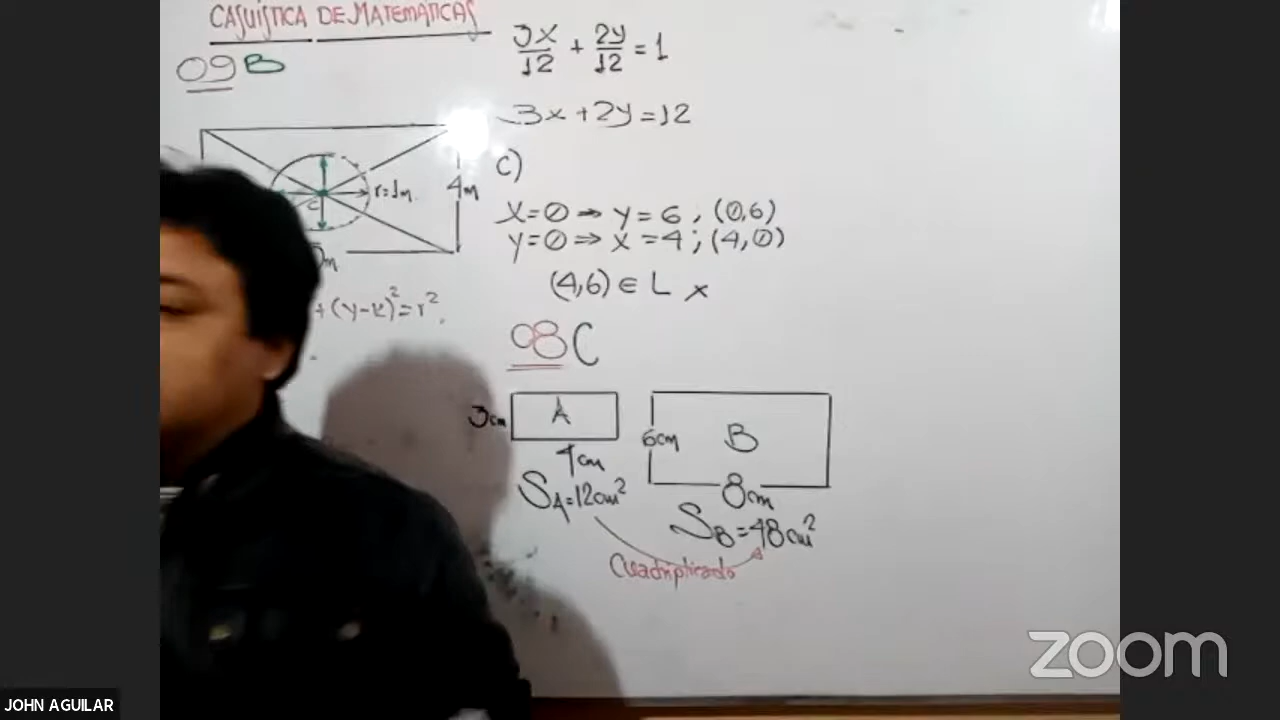 CASUÍSTICA DE MATEMÁTICAS
09 B
C
r=1m.
4m
m
+(y-k)²=r².
3x/12 + 2y/12 = 1
3x+2y=12
c)
x=0 ⇒ y=6 ; (0,6)
y=0 ⇒ x=4 ; (4,0)
(4,6) ∈ L x
08 C
3cm
A
4cm
S_A=12cm²
6cm
B
8cm
S_B=48cm²
Cuadriplicado
zoom
JOHN AGUILAR